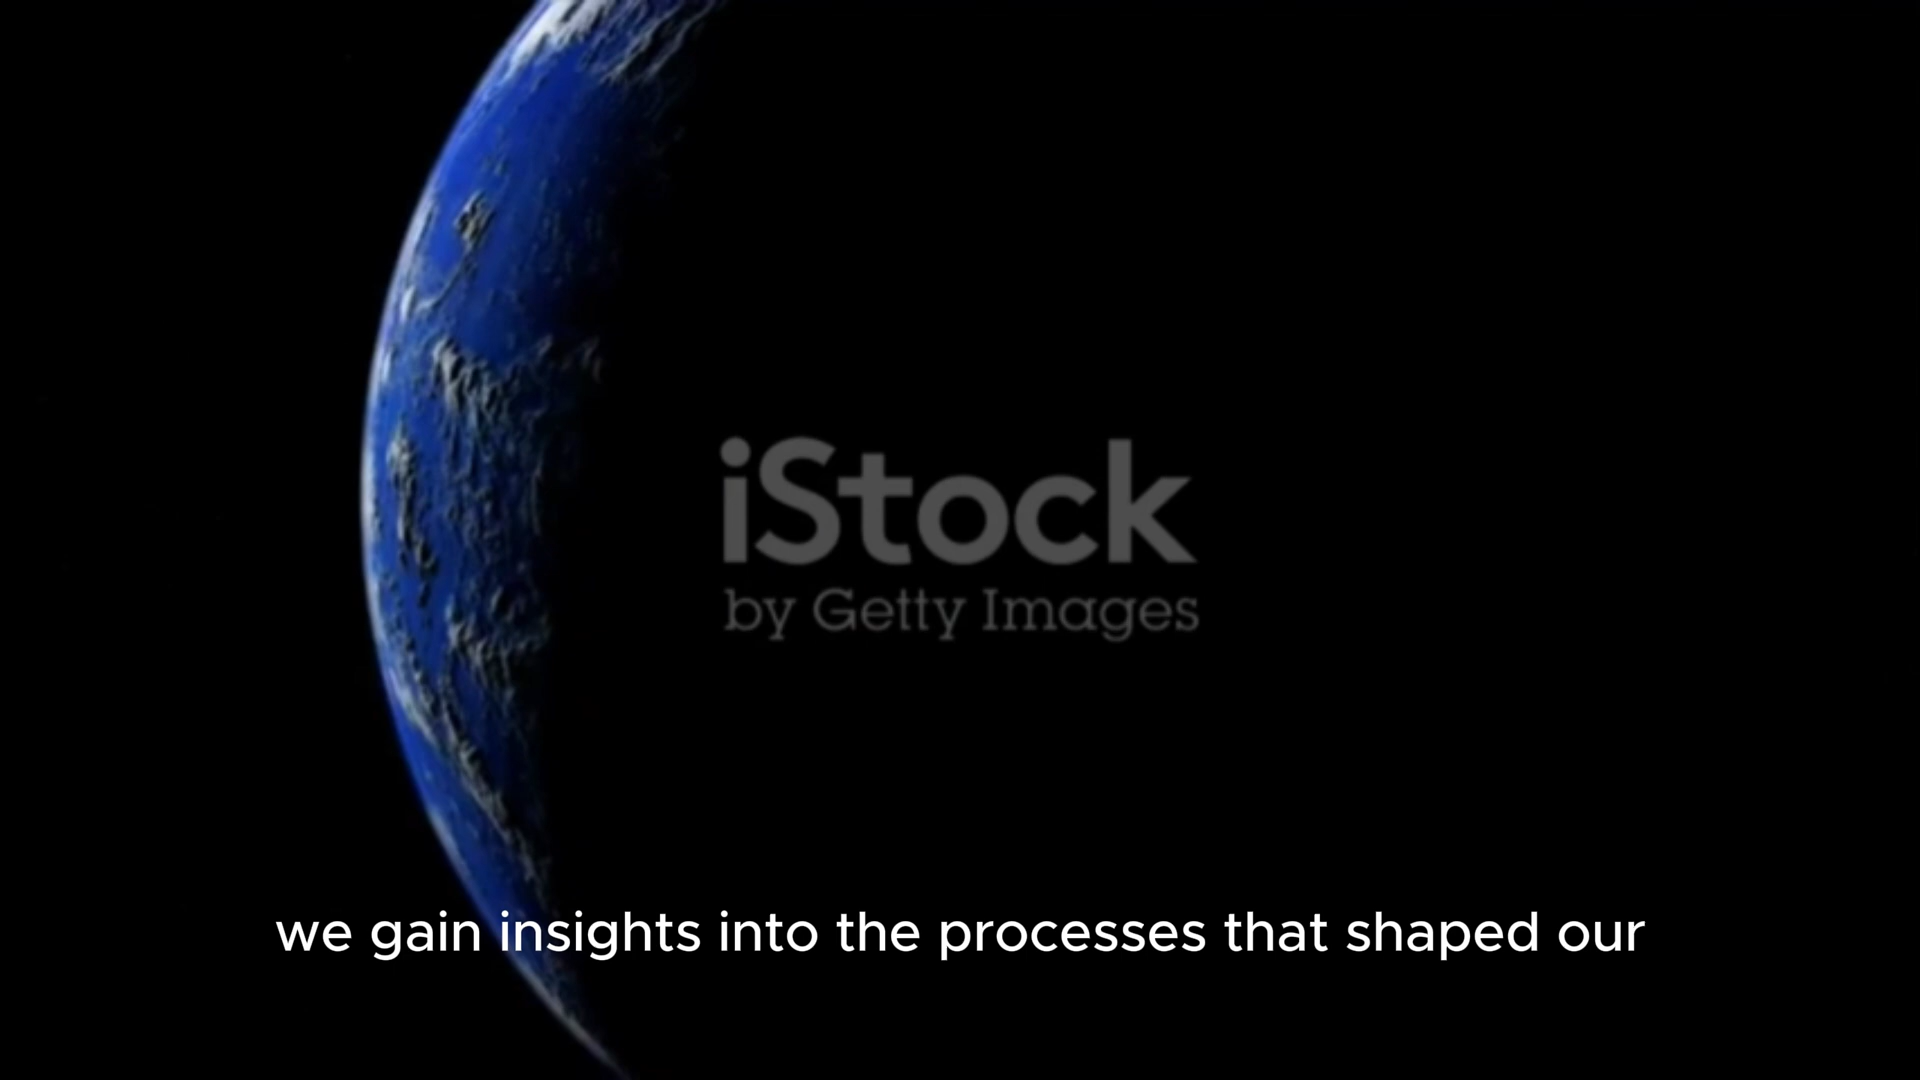 iStock
by Getty Images
we gain insights into the processes that shaped our